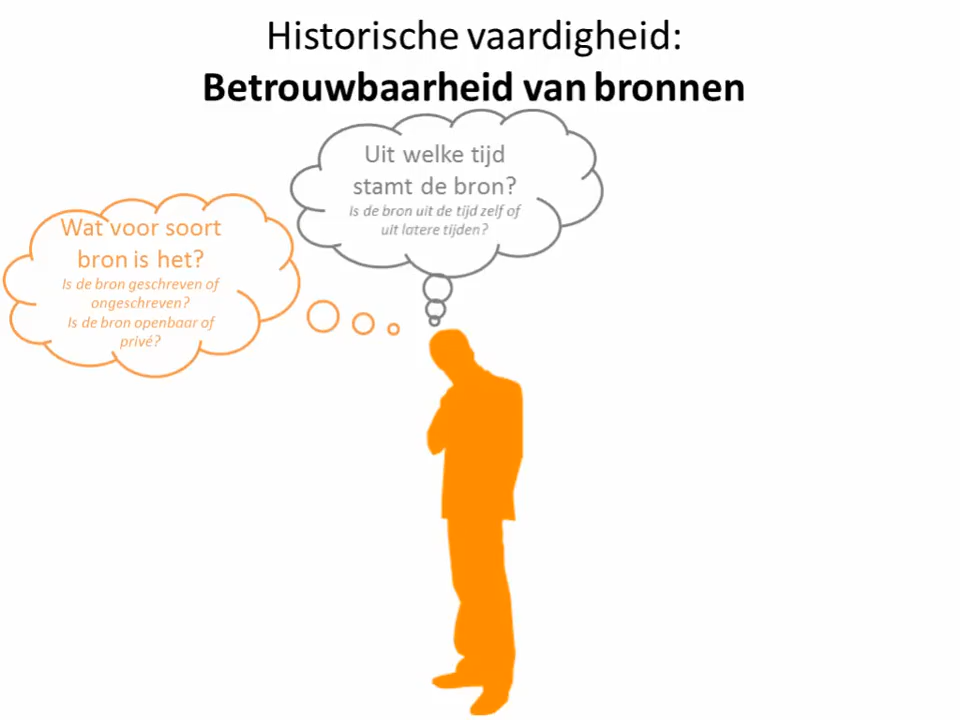 Historische vaardigheid:
Betrouwbaarheid van bronnen
Uit welke tijd
stamt de bron?
Is de bron uit de tijd zelf of
uit latere tijden?
Wat voor soort
bron is het?
Is de bron geschreven of
ongeschreven?
Is de bron openbaar of
privé?